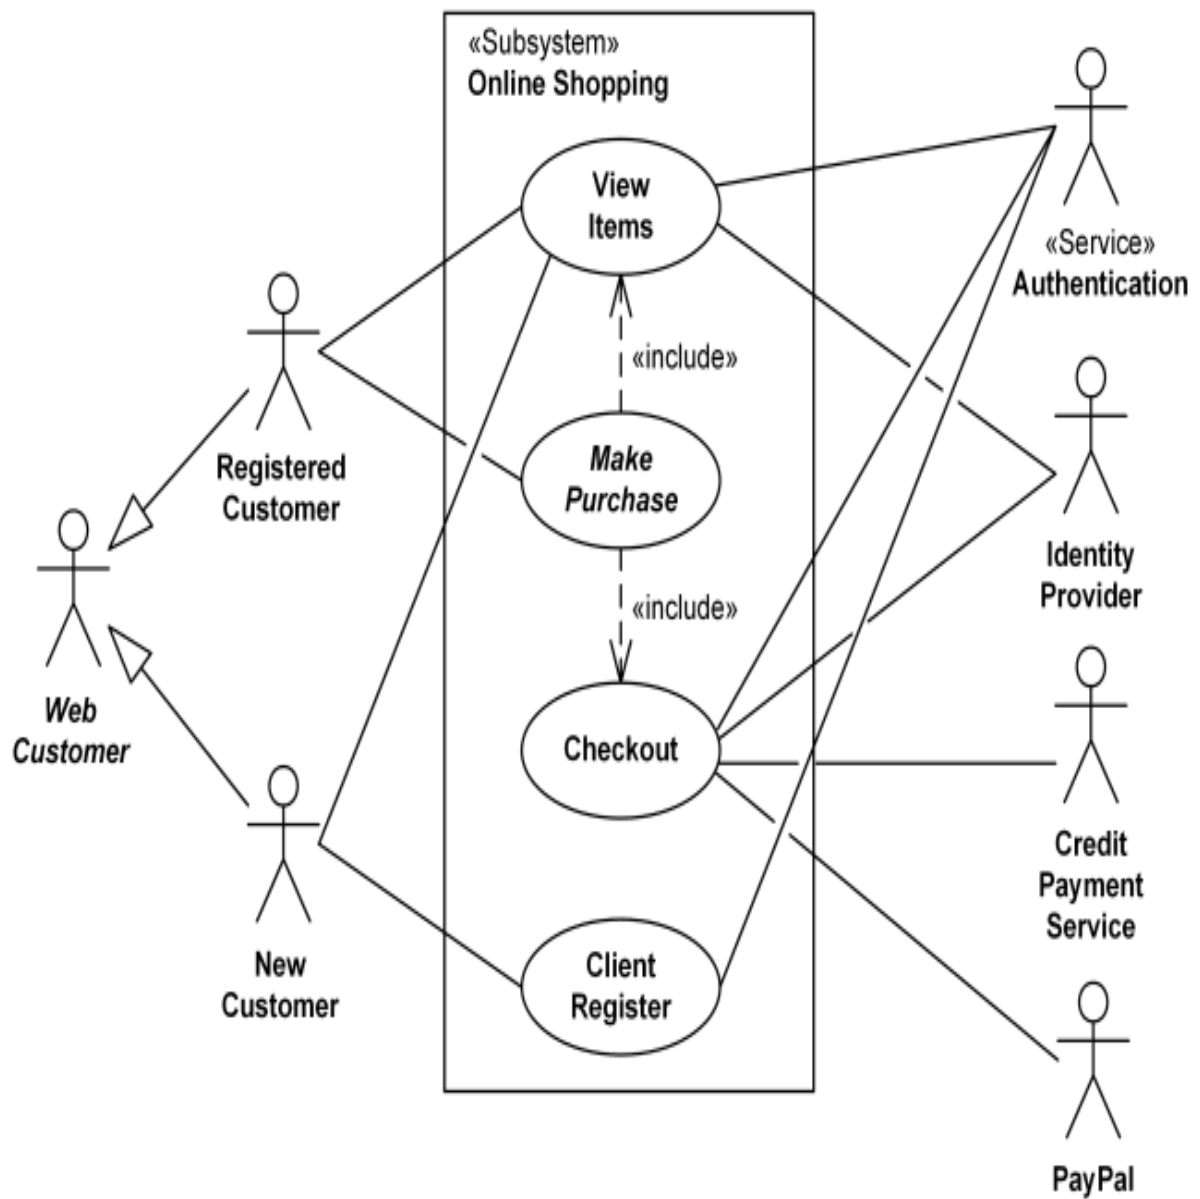 «Subsystem»
Online Shopping
View
Items
«include»
Make
Purchase
«include»
Checkout
Client
Register
Registered
Customer
Web
Customer
New
Customer
«Service»
Authentication
Identity
Provider
Credit
Payment
Service
PayPal